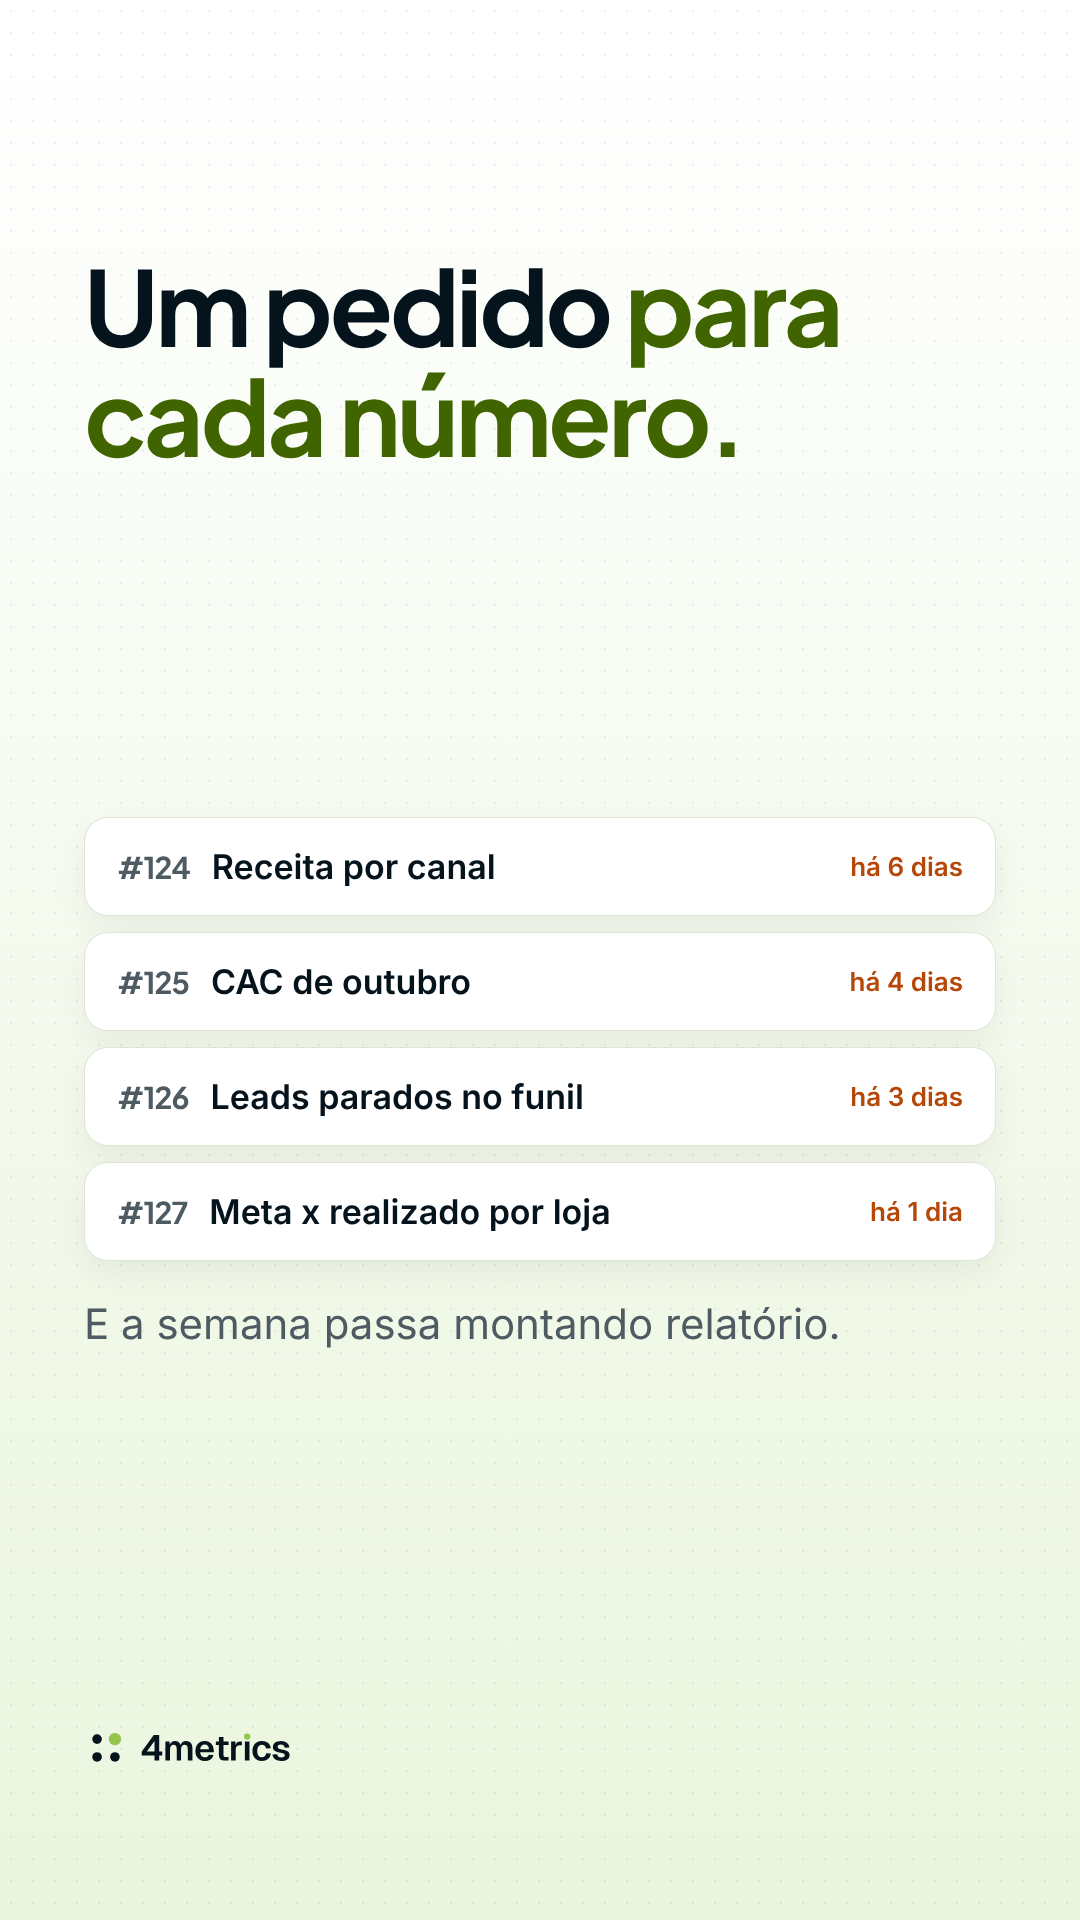 Um pedido para
cada número.
#124 Receita por canal há 6 dias
#125 CAC de outubro há 4 dias
#126 Leads parados no funil há 3 dias
#127 Meta x realizado por loja há 1 dia
E a semana passa montando relatório.
4metrics